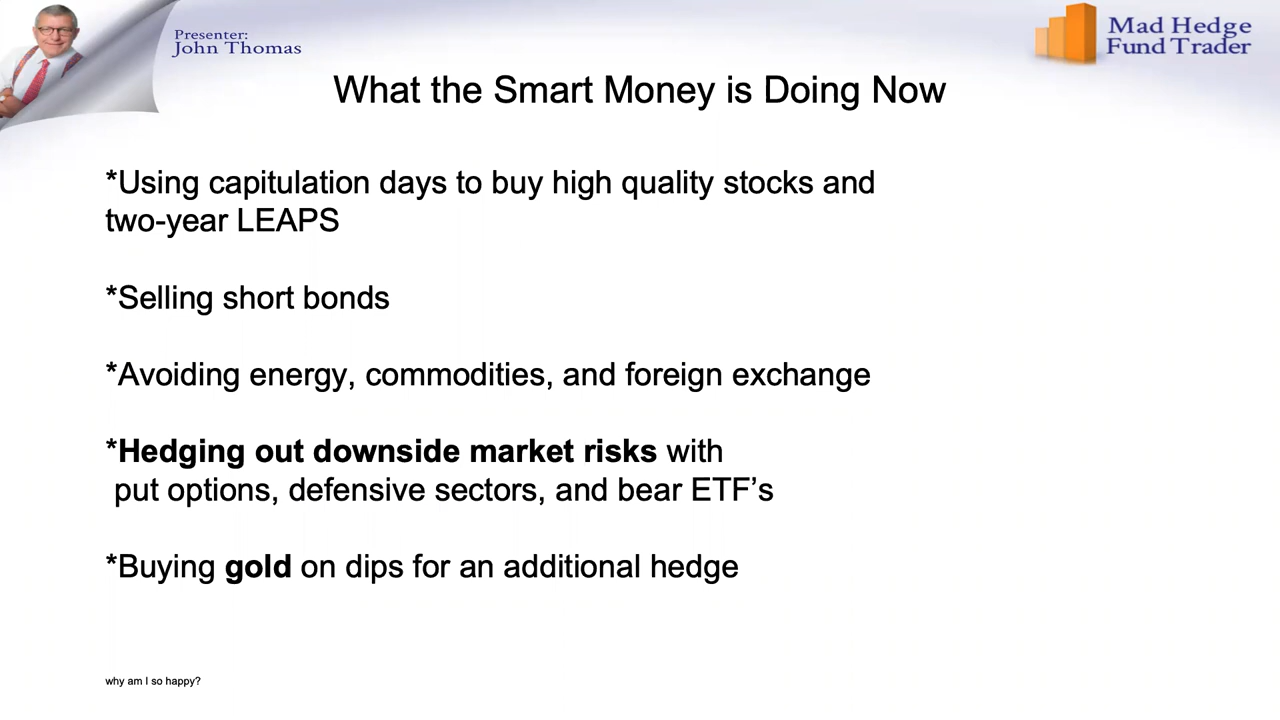 Presenter:
John Thomas
Mad Hedge
Fund Trader
What the Smart Money is Doing Now
*Using capitulation days to buy high quality stocks and
two-year LEAPS
*Selling short bonds
*Avoiding energy, commodities, and foreign exchange
*Hedging out downside market risks with
put options, defensive sectors, and bear ETF’s
*Buying gold on dips for an additional hedge
why am I so happy?